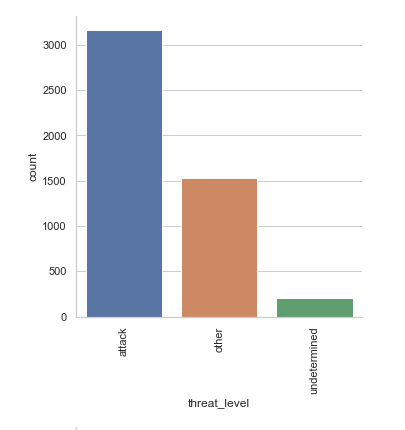 3000
2500
2000
1500
1000
500
0
count
attack
other
undetermined
threat_level